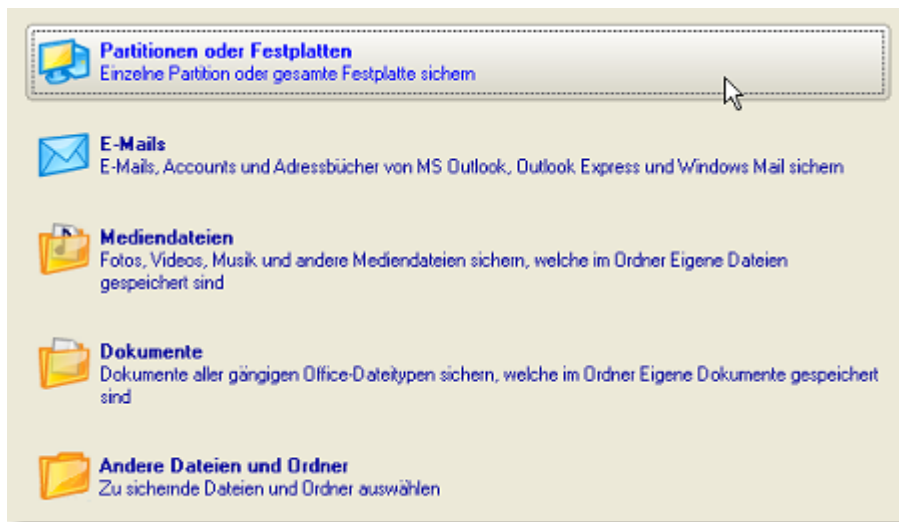 Partitionen oder Festplatten
Einzelne Partition oder gesamte Festplatte sichern
E-Mails
E-Mails, Accounts und Adressbücher von MS Outlook, Outlook Express und Windows Mail sichern
Mediendateien
Fotos, Videos, Musik und andere Mediendateien sichern, welche im Ordner Eigene Dateien
gespeichert sind
Dokumente
Dokumente aller gängigen Office-Dateitypen sichern, welche im Ordner Eigene Dokumente gespeichert
sind
Andere Dateien und Ordner
Zu sichernde Dateien und Ordner auswählen